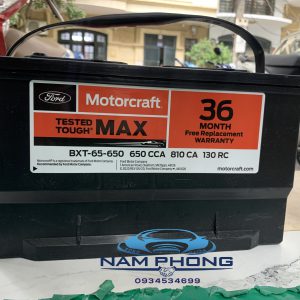 Ford
Motorcraft
TESTED
TOUGH® MAX
36
MONTH
Free Replacement
WARRANTY
BXT-65-650 650 CCA 810 CA 130 RC
motorcraft.com
NAM PHONG
0934534699